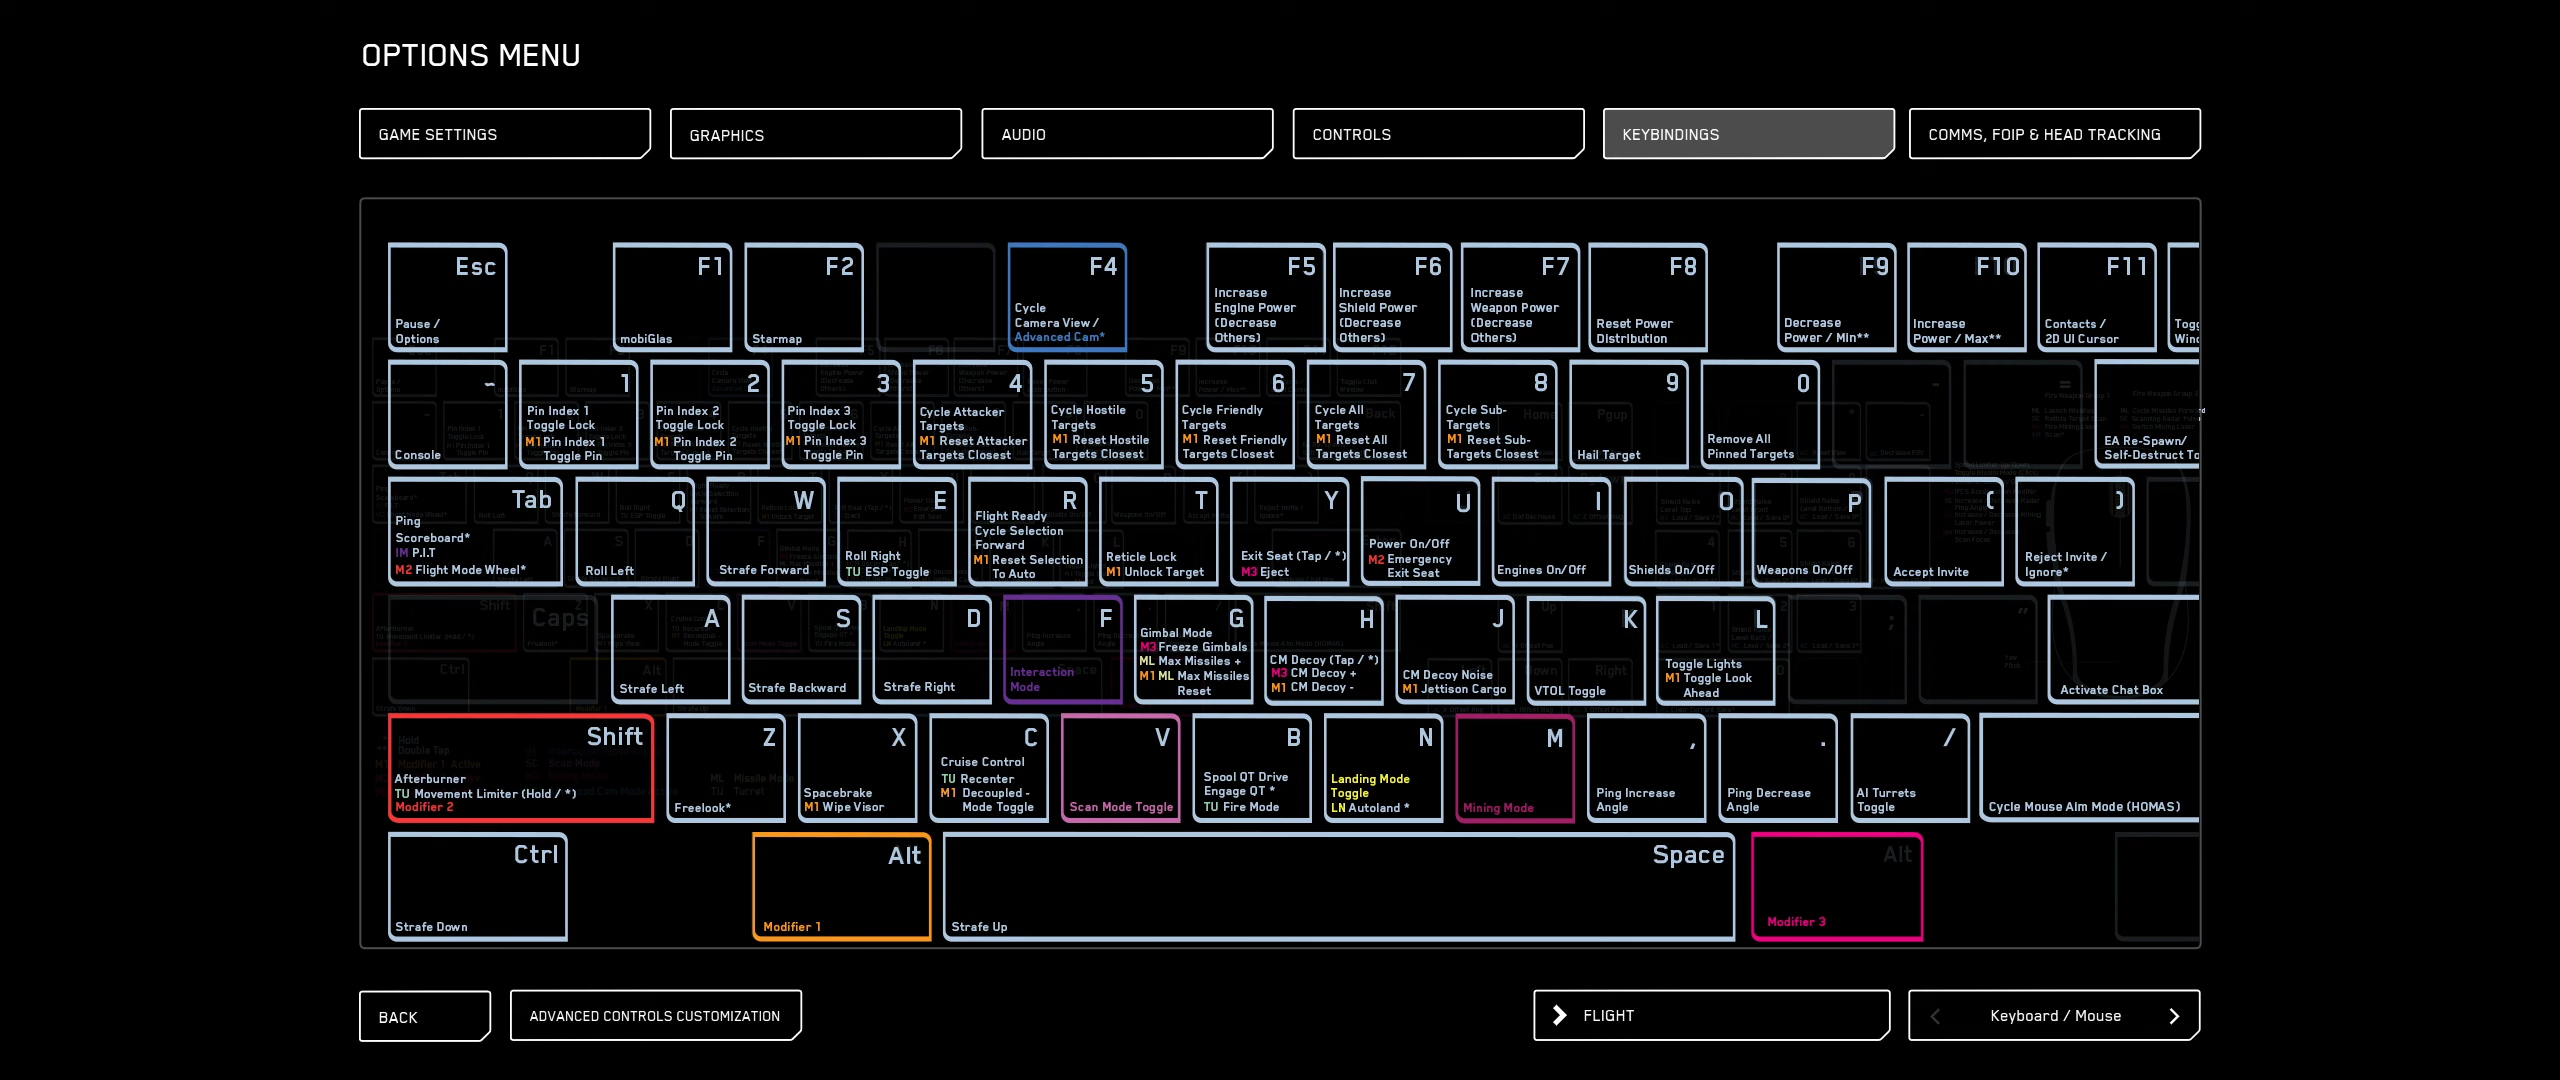 OPTIONS MENU
GAME SETTINGS
GRAPHICS
AUDIO
CONTROLS
KEYBINDINGS
COMMS, FOIP & HEAD TRACKING
Esc
Pause /
Options
F1
mobiGlas
F2
Starmap
F4
Cycle
Camera View /
Advanced Cam*
F5
Increase
Engine Power
(Decrease
Others)
F6
Increase
Shield Power
(Decrease
Others)
F7
Increase
Weapon Power
(Decrease
Others)
F8
Reset Power
Distribution
F9
Decrease
Power / Min**
F10
Increase
Power / Max**
F11
Contacts /
2D UI Cursor
~
Console
1
Pin Index 1
Toggle Lock
M1 Pin Index 1
Toggle Pin
2
Pin Index 2
Toggle Lock
M1 Pin Index 2
Toggle Pin
3
Pin Index 3
Toggle Lock
M1 Pin Index 3
Toggle Pin
4
Cycle Attacker
Targets
M1 Reset Attacker
Targets Closest
5
Cycle Hostile
Targets
M1 Reset Hostile
Targets Closest
6
Cycle Friendly
Targets
M1 Reset Friendly
Targets Closest
7
Cycle All
Targets
M1 Reset All
Targets Closest
8
Cycle Sub-
Targets
M1 Reset Sub-
Targets Closest
9
Hail Target
0
Remove All
Pinned Targets
-
=
EA Re-Spawn/
Self-Destruct To
Tab
Ping
Scoreboard*
IM P.I.T
M2 Flight Mode Wheel*
Q
Roll Left
W
Strafe Forward
E
Roll Right
TU ESP Toggle
R
Flight Ready
Cycle Selection
Forward
M1 Reset Selection
To Auto
T
Reticle Lock
M1 Unlock Target
Y
Exit Seat (Tap / *)
M3 Eject
U
Power On/Off
M2 Emergency
Exit Seat
I
Engines On/Off
O
Shields On/Off
P
Weapons On/Off
Accept Invite
Reject Invite /
Ignore*
Caps
A
Strafe Left
S
Strafe Backward
D
Strafe Right
F
Interaction
Mode
G
Gimbal Mode
M3 Freeze Gimbals
ML Max Missiles +
M1 ML Max Missiles
Reset
H
CM Decoy (Tap / *)
M3 CM Decoy +
M1 CM Decoy -
J
CM Decoy Noise
M1 Jettison Cargo
K
VTOL Toggle
L
Toggle Lights
M1 Toggle Look
Ahead
;
"
Activate Chat Box
Shift
Afterburner
TU Movement Limiter (Hold / *)
Modifier 2
Z
Freelook*
X
Spacebrake
M1 Wipe Visor
C
Cruise Control
TU Recenter
M1 Decoupled -
Mode Toggle
V
Scan Mode Toggle
B
Spool QT Drive
Engage QT *
TU Fire Mode
N
Landing Mode
Toggle
LN Autoland *
M
Mining Mode
,
Ping Increase
Angle
.
Ping Decrease
Angle
/
AI Turrets
Toggle
Cycle Mouse Aim Mode (HOMAS)
Ctrl
Strafe Down
Alt
Modifier 1
Space
Strafe Up
Alt
Modifier 3
BACK
ADVANCED CONTROLS CUSTOMIZATION
FLIGHT
Keyboard / Mouse